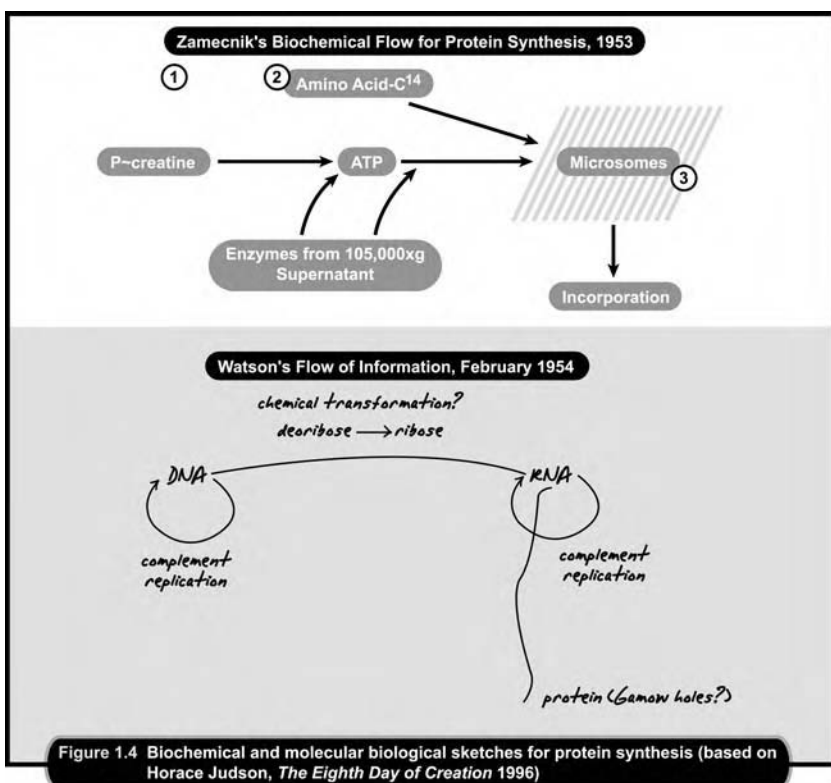 Zamecnik's Biochemical Flow for Protein Synthesis, 1953
1
2
Amino Acid-C14
P~creatine
ATP
Microsomes
3
Enzymes from 105,000xg
Supernatant
Incorporation
Watson's Flow of Information, February 1954
chemical transformation?
deoribose → ribose
DNA
RNA
complement
replication
complement
replication
protein (Gamow holes?)
Figure 1.4 Biochemical and molecular biological sketches for protein synthesis (based on
Horace Judson, The Eighth Day of Creation 1996)